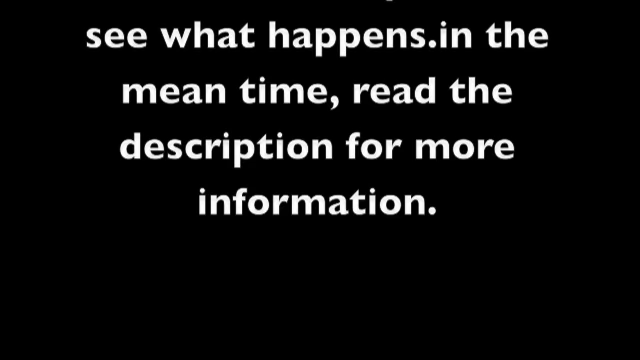 see what happens.in the
mean time, read the
description for more
information.